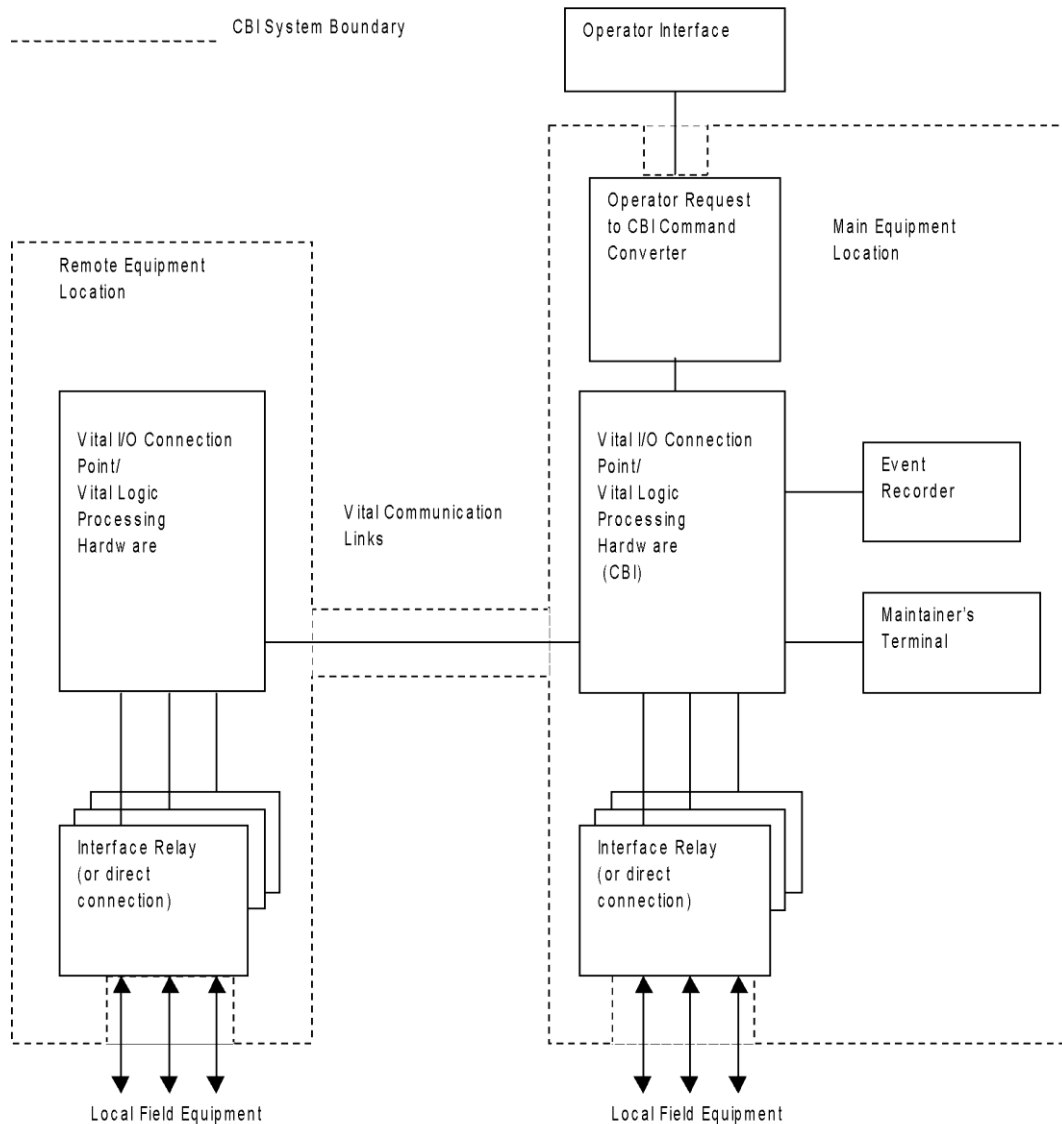 CBI System Boundary
Operator Interface
Operator Request
to CBI Command
Converter
Main Equipment
Location
Remote Equipment
Location
Vital I/O Connection
Point/
Vital Logic
Processing
Hardware
Vital Communication
Links
Vital I/O Connection
Point/
Vital Logic
Processing
Hardware
(CBI)
Event
Recorder
Maintainer's
Terminal
Interface Relay
(or direct
connection)
Interface Relay
(or direct
connection)
Local Field Equipment
Local Field Equipment